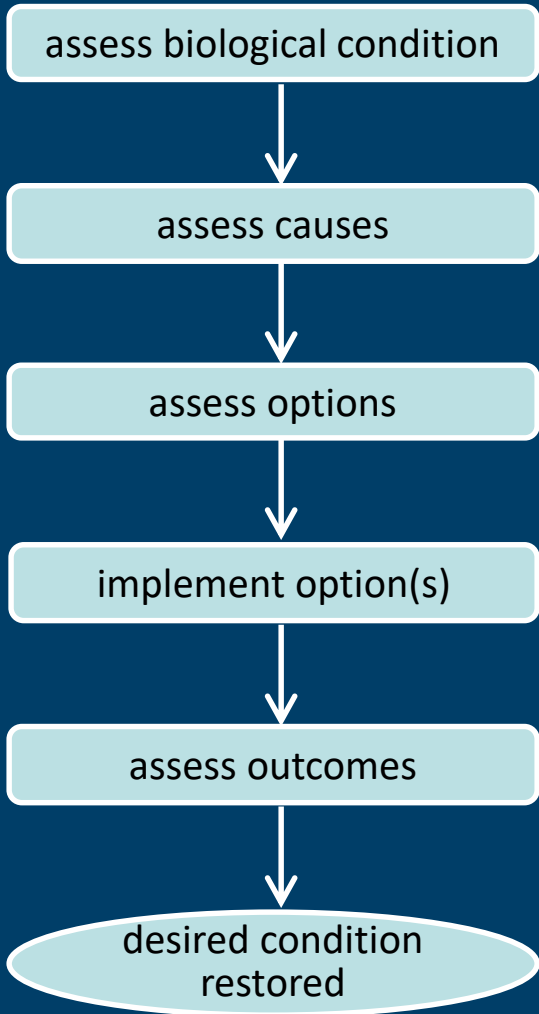 assess biological condition
assess causes
assess options
implement option(s)
assess outcomes
desired condition
restored